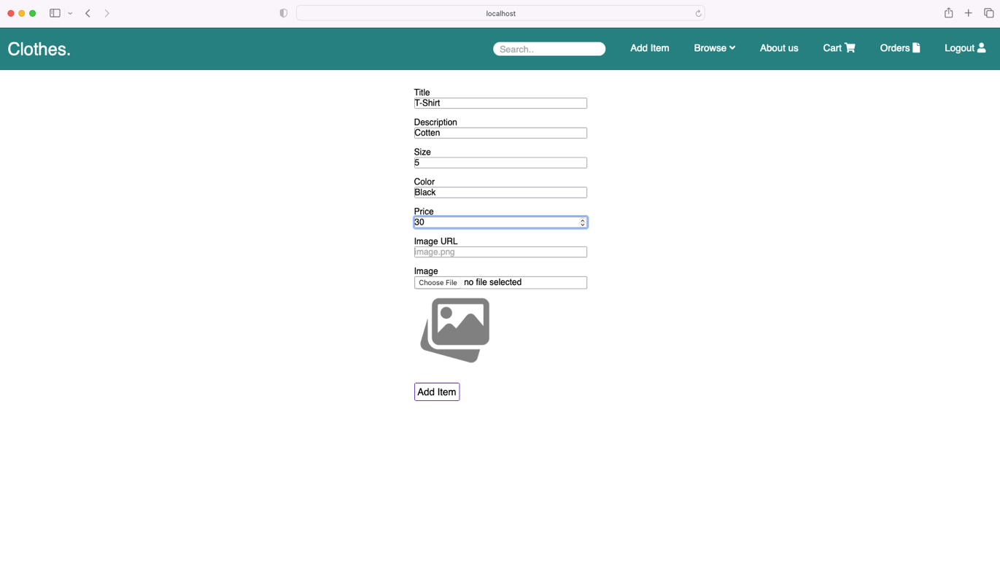 localhost
Clothes.
Search..
Add Item
Browse
About us
Cart
Orders
Logout
Title
T-Shirt
Description
Cotten
Size
5
Color
Black
Price
30
Image URL
image.png
Image
Choose File no file selected
Add Item